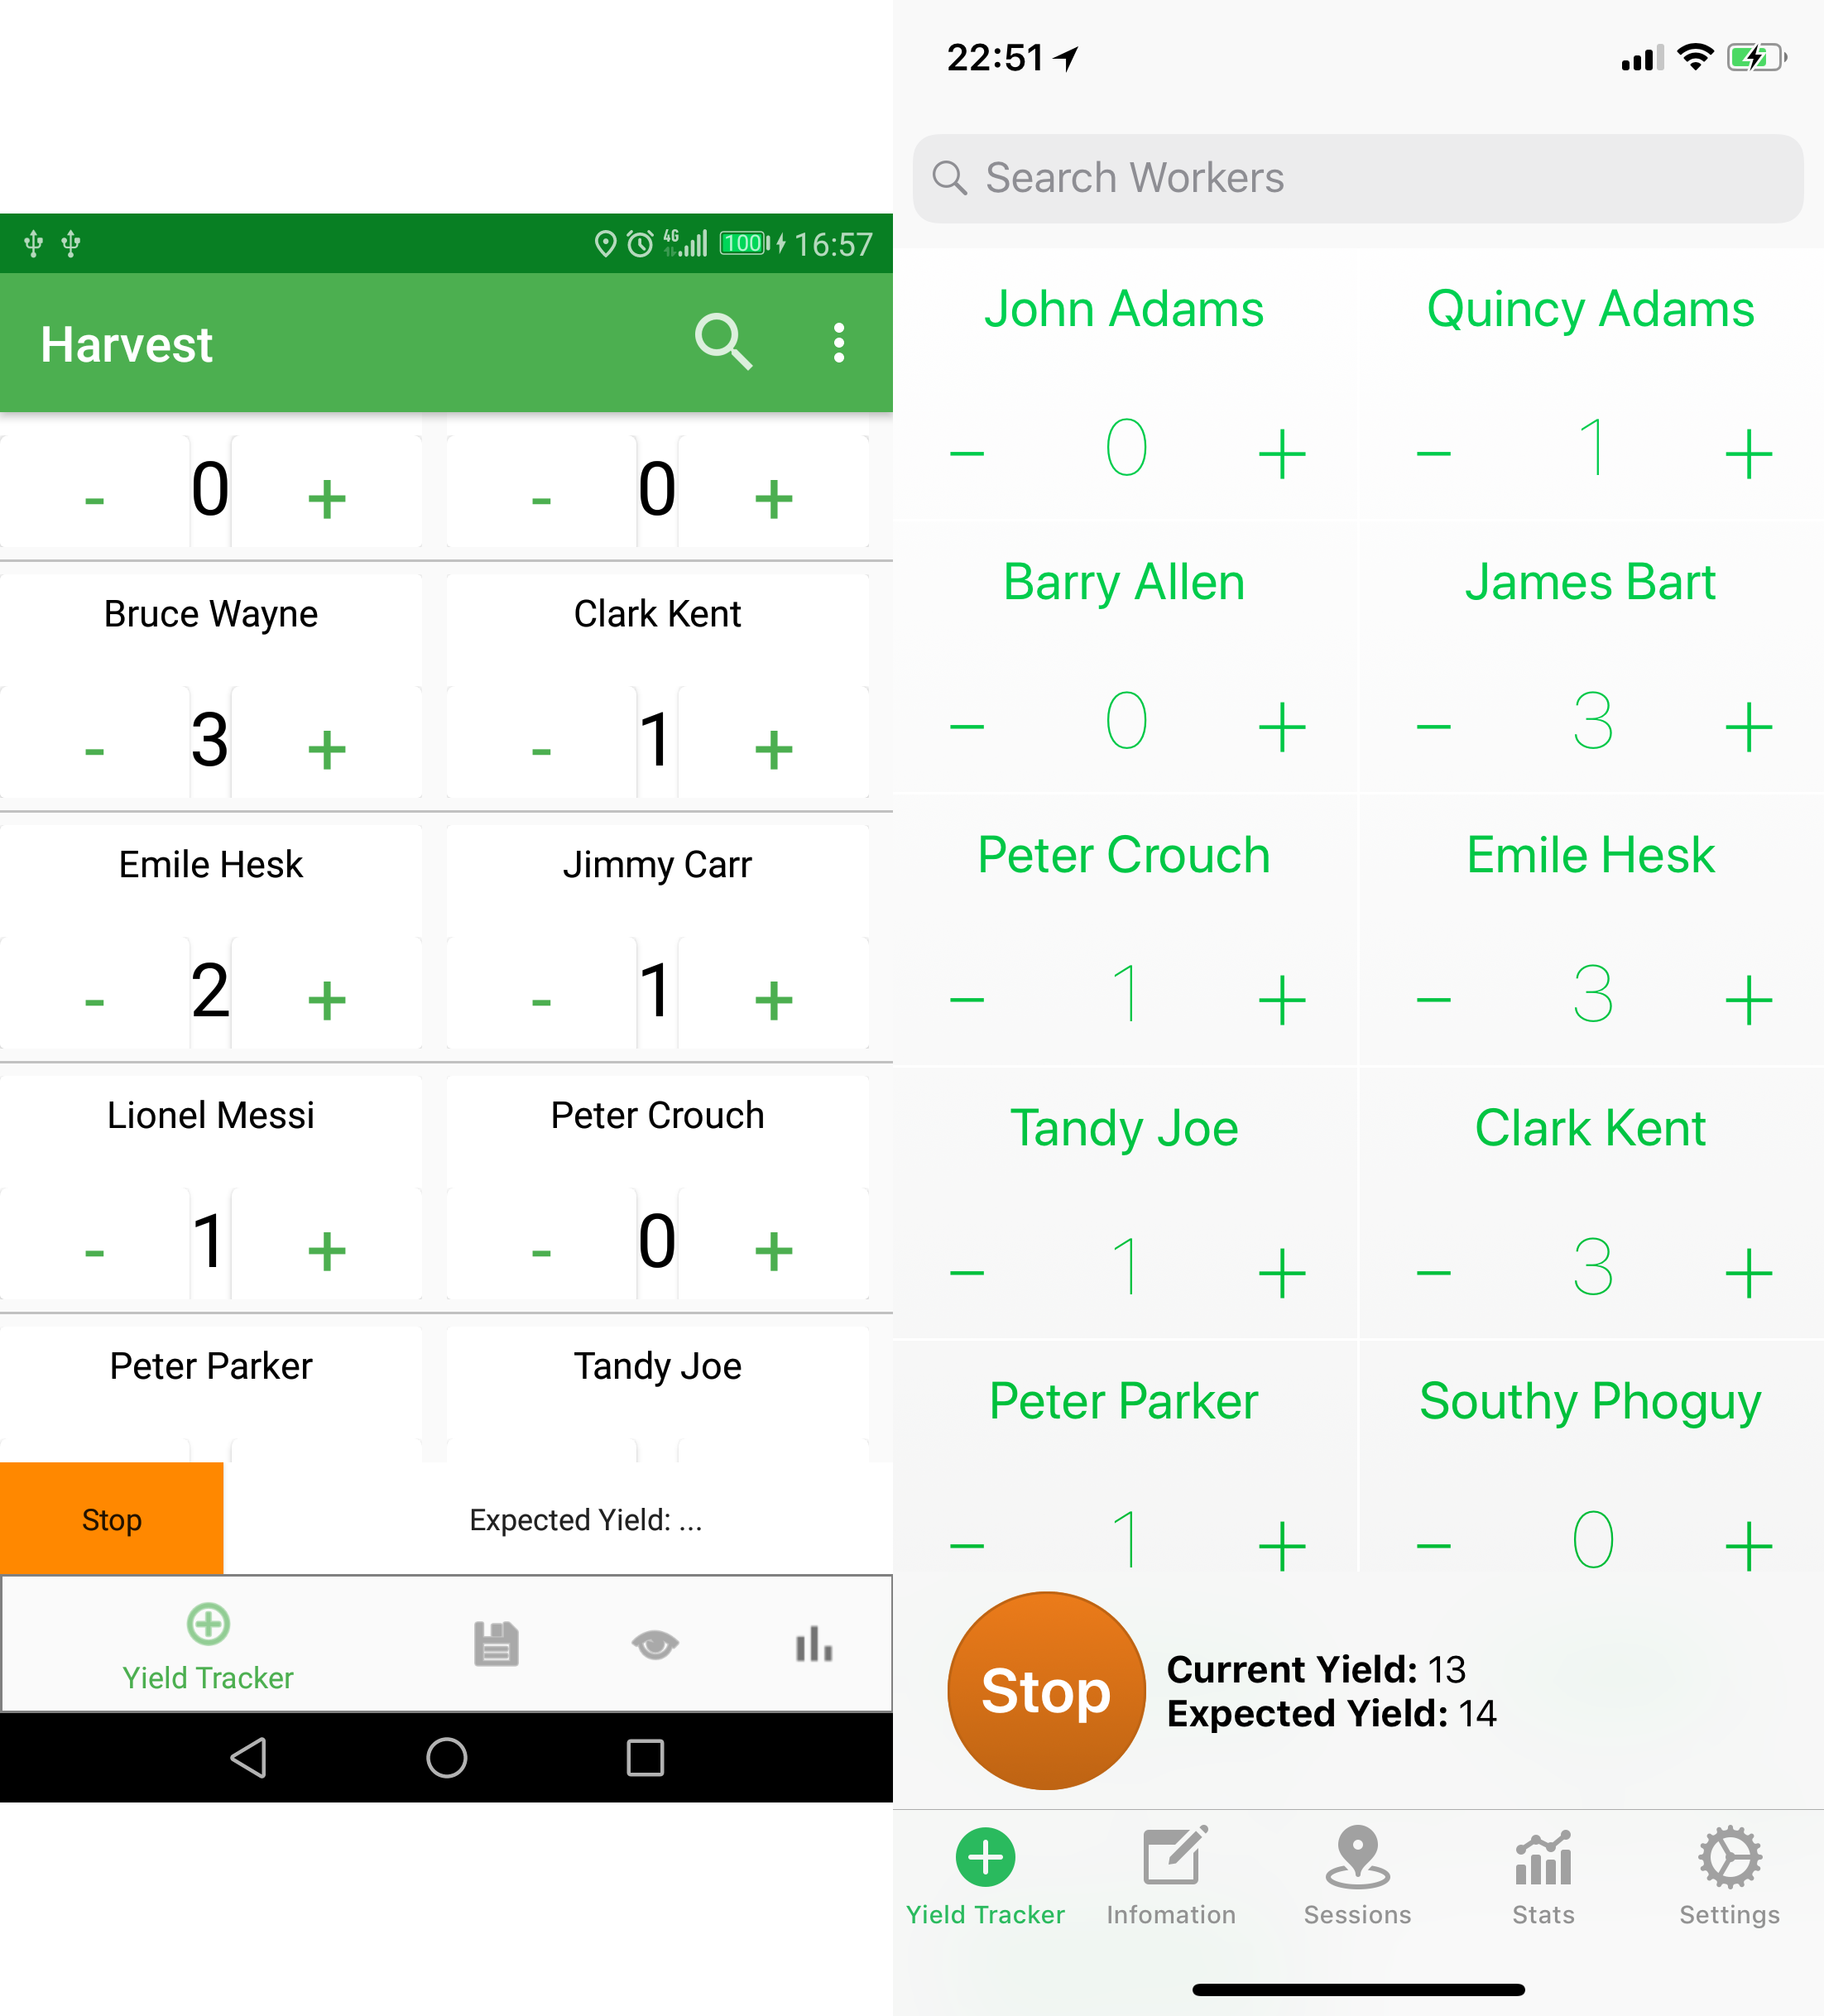 4G 100 16:57
Harvest
- 0 + - 0 +
Bruce Wayne Clark Kent
- 3 + - 1 +
Emile Hesk Jimmy Carr
- 2 + - 1 +
Lionel Messi Peter Crouch
- 1 + - 0 +
Peter Parker Tandy Joe
Stop Expected Yield: ...
Yield Tracker
22:51
Search Workers
John Adams Quincy Adams
− 0 + − 1 +
Barry Allen James Bart
− 0 + − 3 +
Peter Crouch Emile Hesk
− 1 + − 3 +
Tandy Joe Clark Kent
− 1 + − 3 +
Peter Parker Southy Phoguy
− 1 + − 0 +
Stop
Current Yield: 13
Expected Yield: 14
Yield Tracker Infomation Sessions Stats Settings